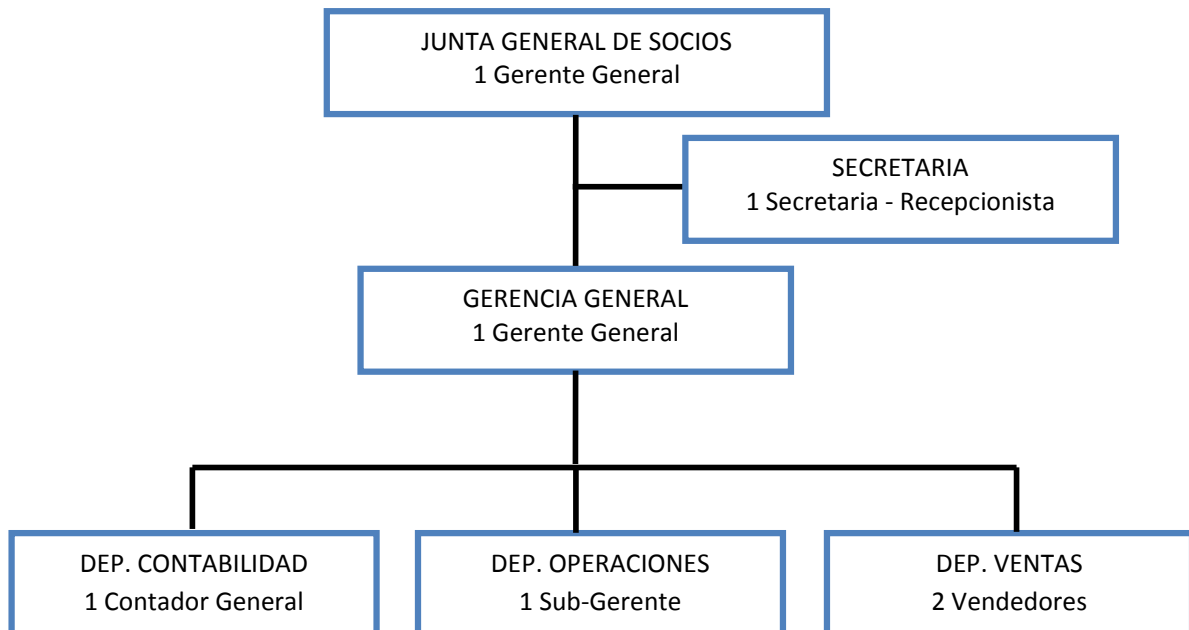 JUNTA GENERAL DE SOCIOS
1 Gerente General
SECRETARIA
1 Secretaria - Recepcionista
GERENCIA GENERAL
1 Gerente General
DEP. CONTABILIDAD
1 Contador General
DEP. OPERACIONES
1 Sub-Gerente
DEP. VENTAS
2 Vendedores